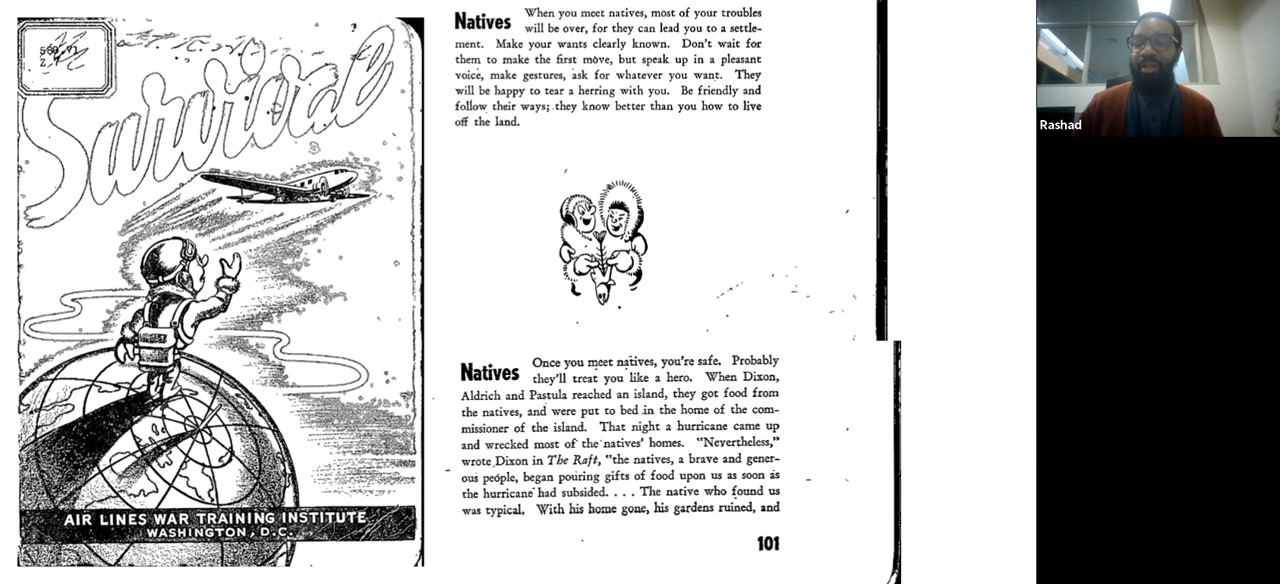 Survival
AIR LINES WAR TRAINING INSTITUTE
WASHINGTON, D.C.
Natives
When you meet natives, most of your troubles
will be over, for they can lead you to a settle-
ment. Make your wants clearly known. Don't wait for
them to make the first move, but speak up in a pleasant
voice, make gestures, ask for whatever you want. They
will be happy to tear a herring with you. Be friendly and
follow their ways; they know better than you how to live
off the land.
Natives
Once you meet natives, you're safe. Probably
they'll treat you like a hero. When Dixon,
Aldrich and Pastula reached an island, they got food from
the natives, and were put to bed in the home of the com-
missioner of the island. That night a hurricane came up
and wrecked most of the natives' homes. "Nevertheless,"
wrote Dixon in The Raft, "the natives, a brave and gener-
ous people, began pouring gifts of food upon us as soon as
the hurricane had subsided. . . . The native who found us
was typical. With his home gone, his gardens ruined, and
101
Rashad